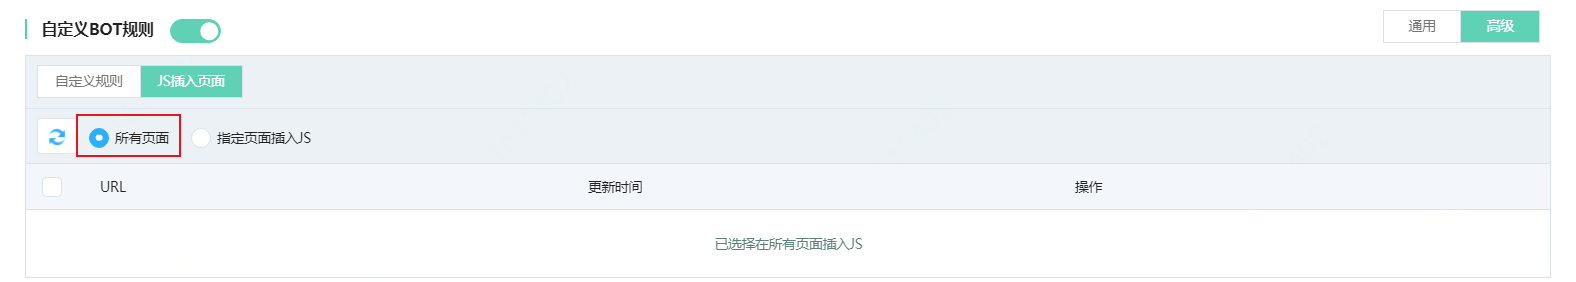 自定义BOT规则
通用 高级
自定义规则 JS插入页面
所有页面 指定页面插入JS
URL 更新时间 操作
已选择在所有页面插入JS